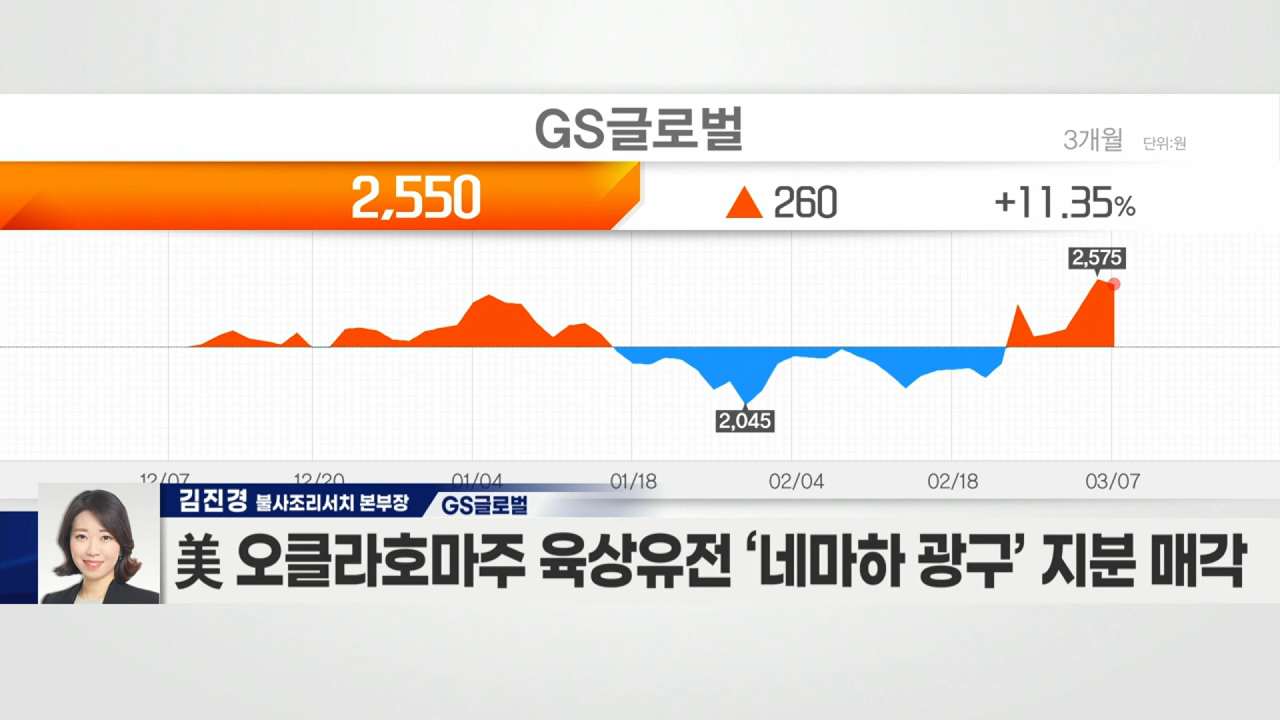 GS글로벌
3개월 단위:원
2,550 ▲ 260 +11.35%
2,575
2,045
12/07 12/20 01/04 01/18 02/04 02/18 03/07
김진경 불사조리서치 본부장 GS글로벌
美 오클라호마주 육상유전 ‘네마하 광구’ 지분 매각